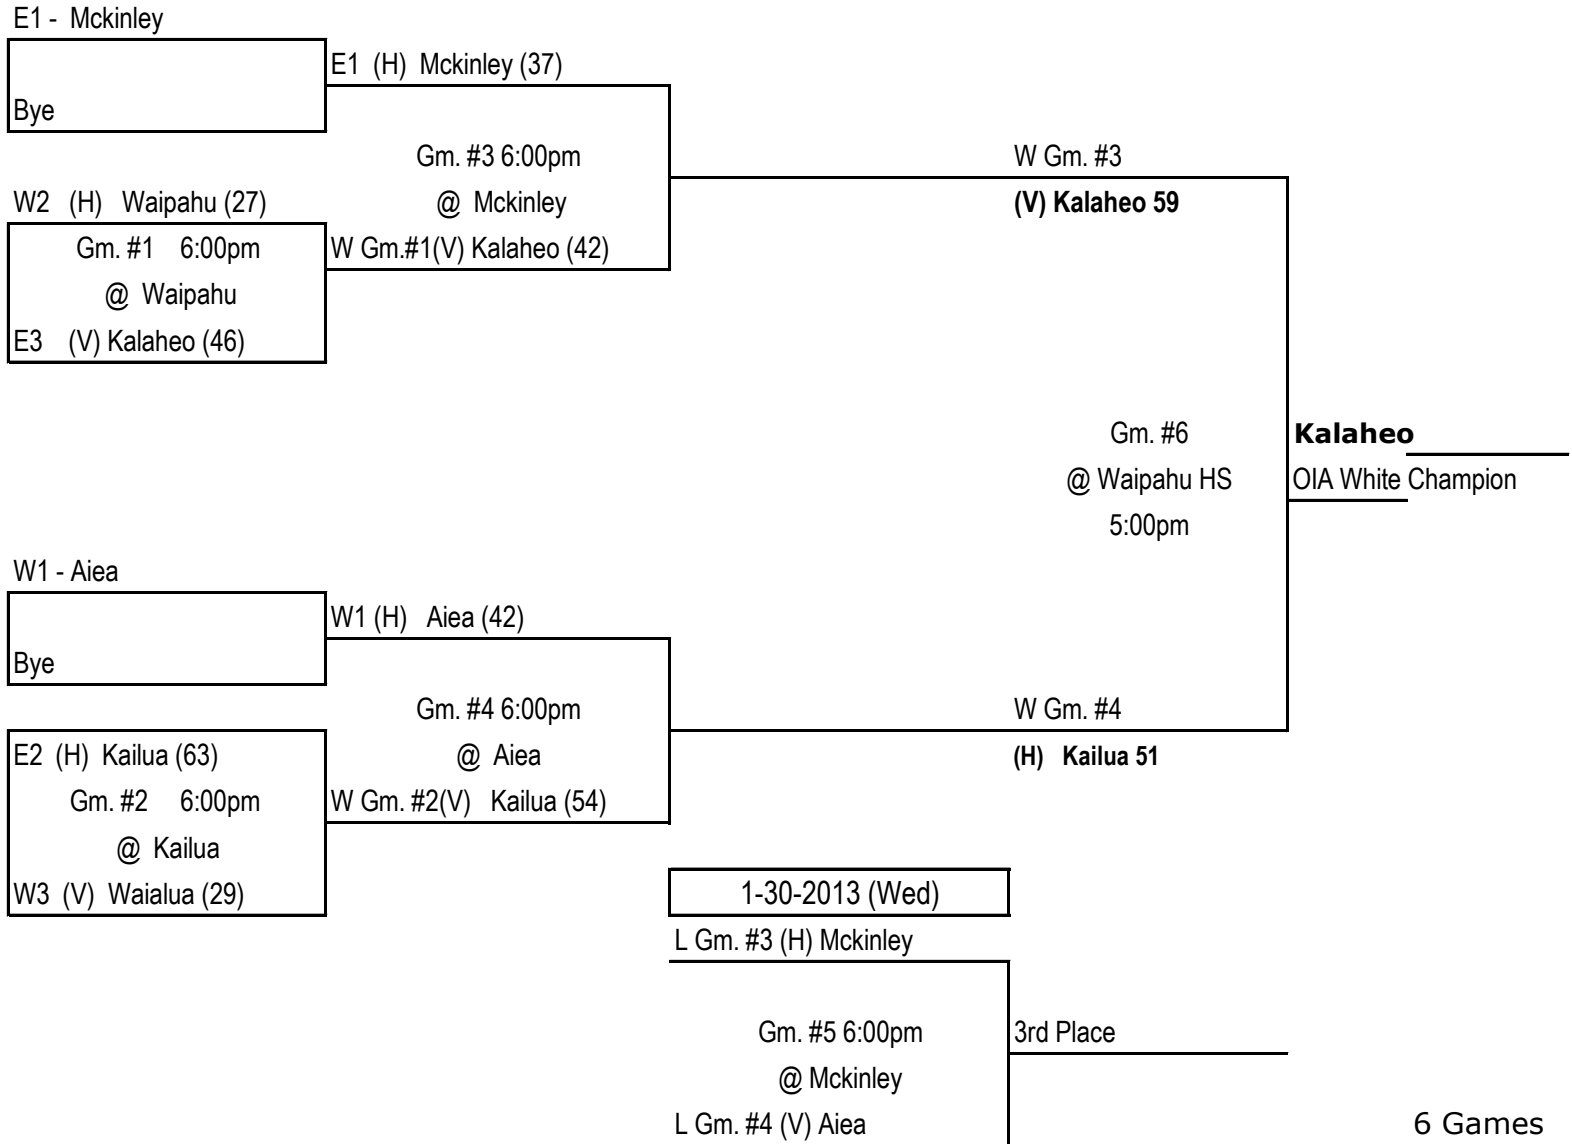 E1 - Mckinley
E1 (H) Mckinley (37)
Bye
Gm. #3 6:00pm
W Gm. #3
W2 (H) Waipahu (27)
@ Mckinley
(V) Kalaheo 59
Gm. #1 6:00pm
W Gm.#1(V) Kalaheo (42)
@ Waipahu
E3 (V) Kalaheo (46)
Gm. #6
Kalaheo
@ Waipahu HS
OIA White Champion
5:00pm
W1 - Aiea
W1 (H) Aiea (42)
Bye
Gm. #4 6:00pm
W Gm. #4
E2 (H) Kailua (63)
@ Aiea
(H) Kailua 51
Gm. #2 6:00pm
W Gm. #2(V) Kailua (54)
@ Kailua
W3 (V) Waialua (29)
1-30-2013 (Wed)
L Gm. #3 (H) Mckinley
Gm. #5 6:00pm
3rd Place
@ Mckinley
L Gm. #4 (V) Aiea
6 Games